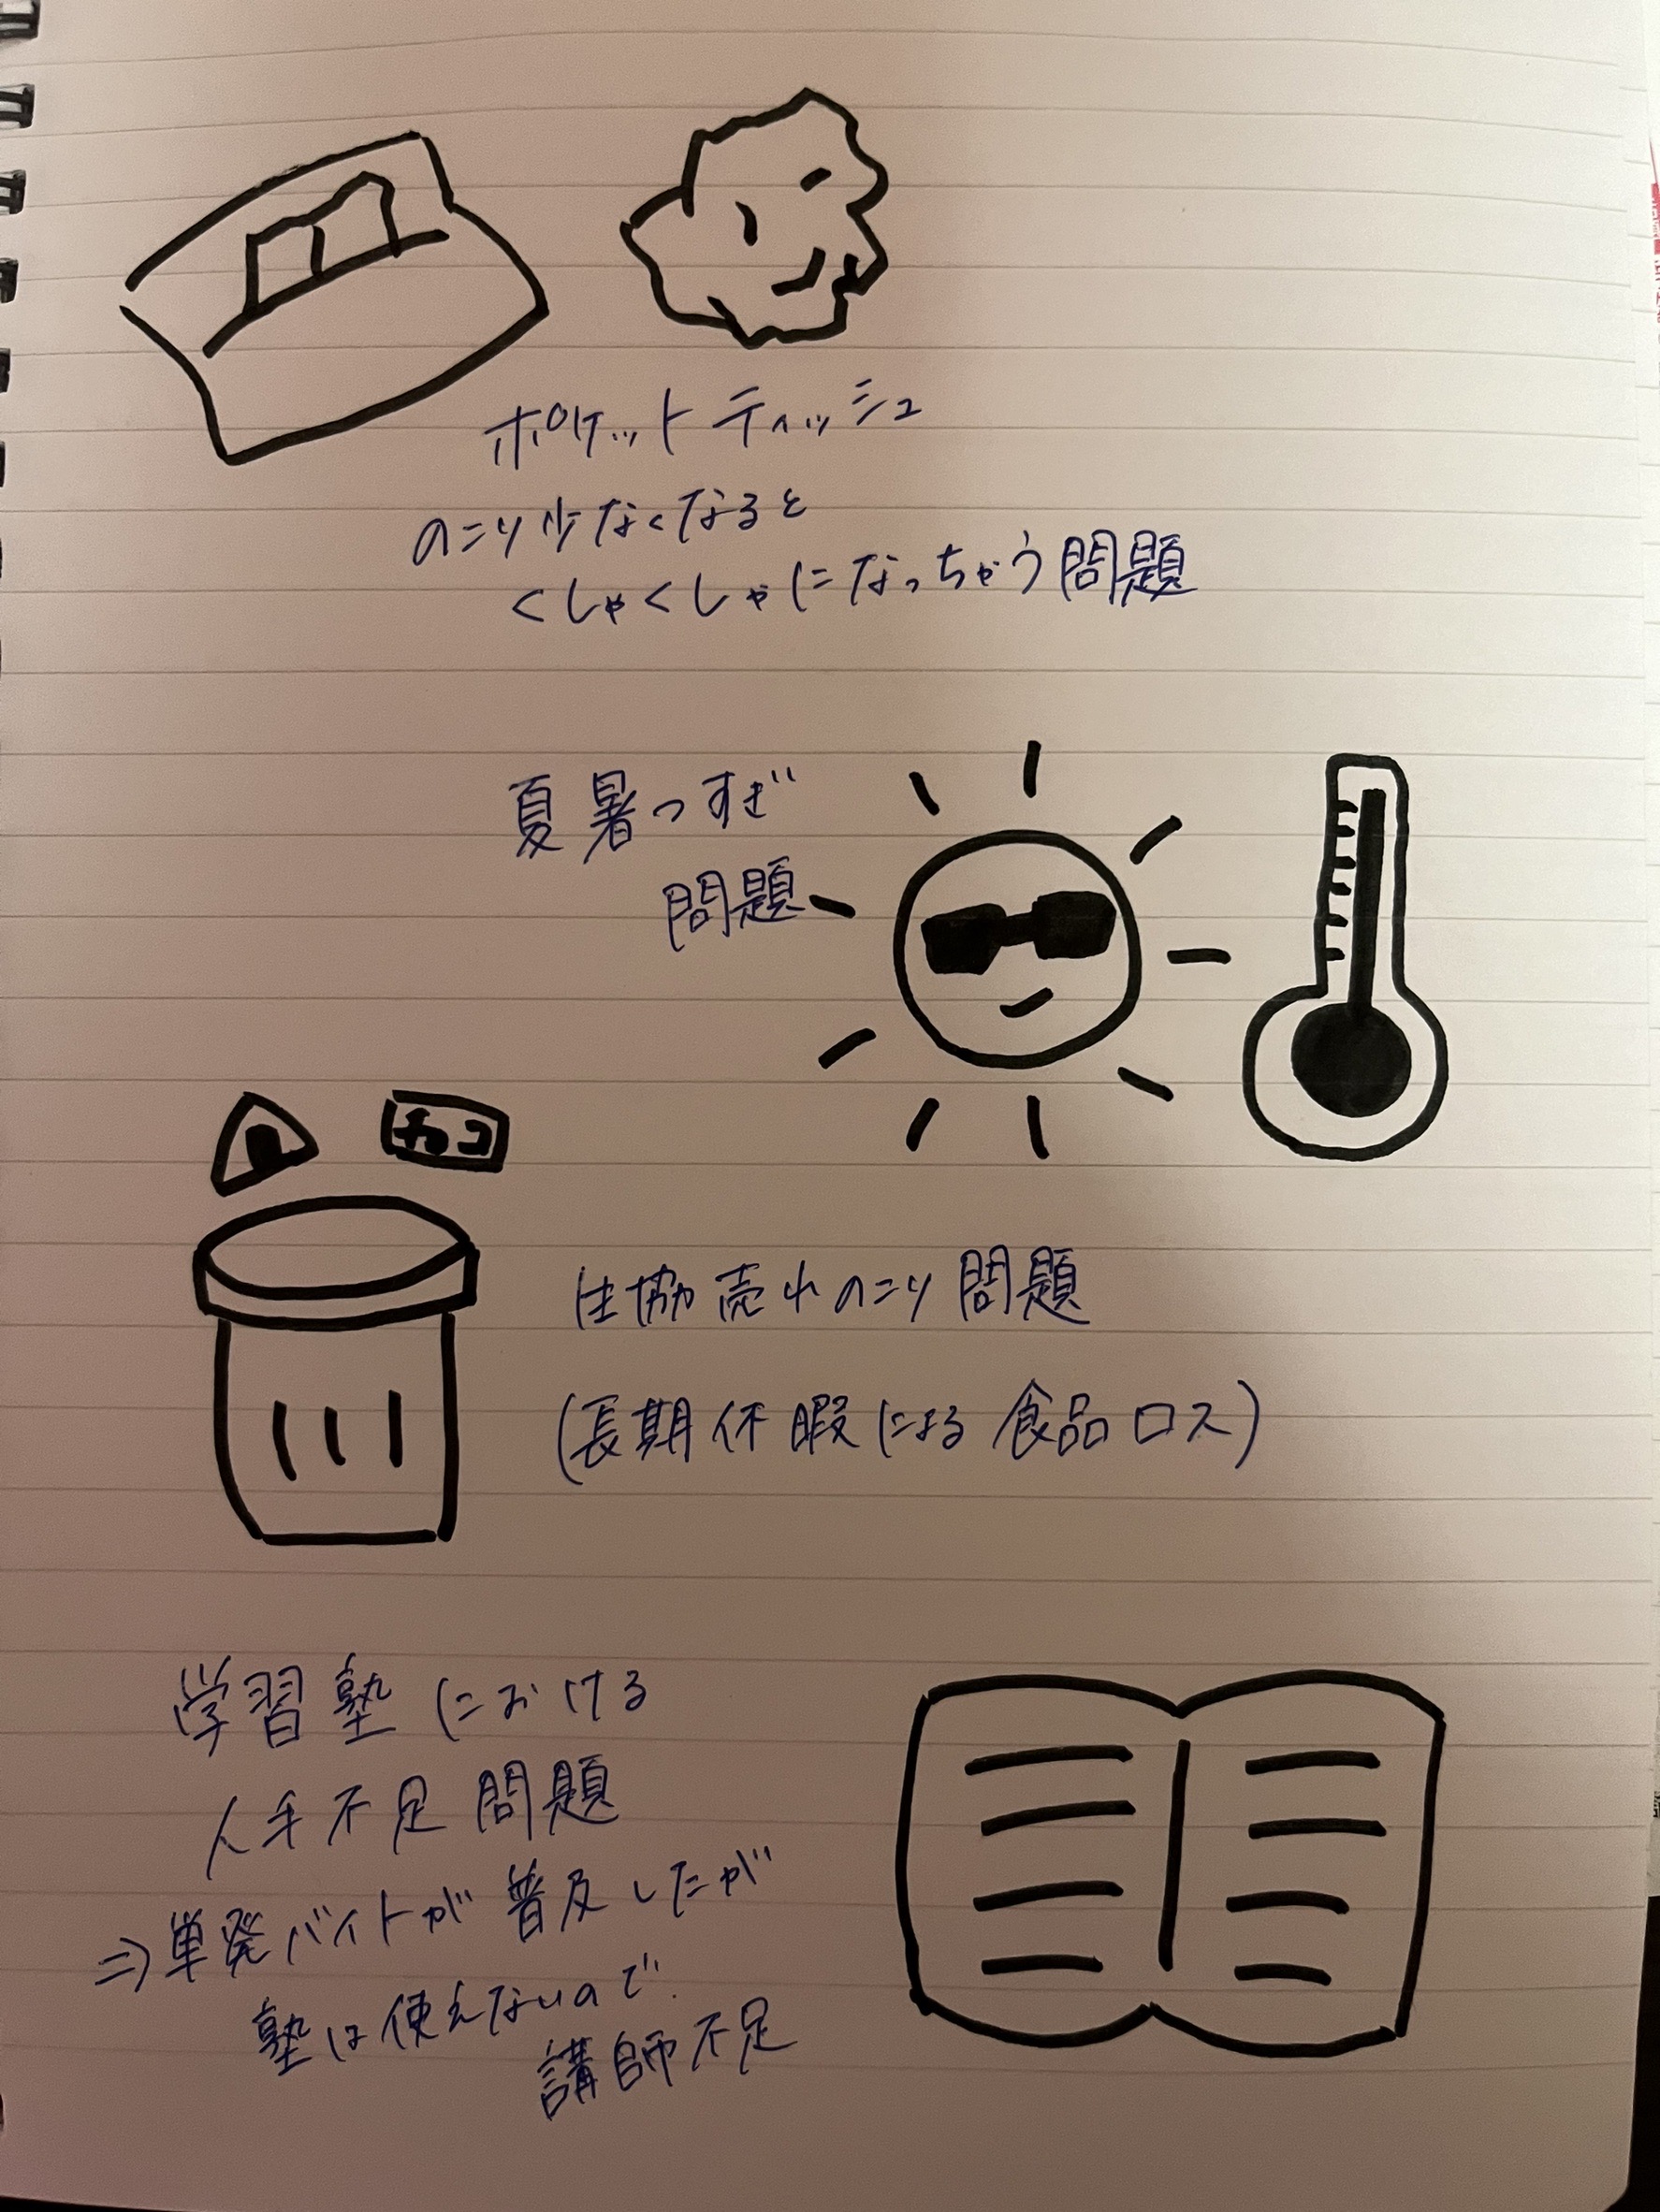 ポケットティッシュ
のこり少なくなると
くしゃくしゃになっちゃう問題
夏暑っすぎ
問題
チョコ
生協売れのこり問題
(長期休暇による食品ロス)
学習塾における
人手不足問題
⇒単発バイトが普及したが
塾は使えないので
講師不足